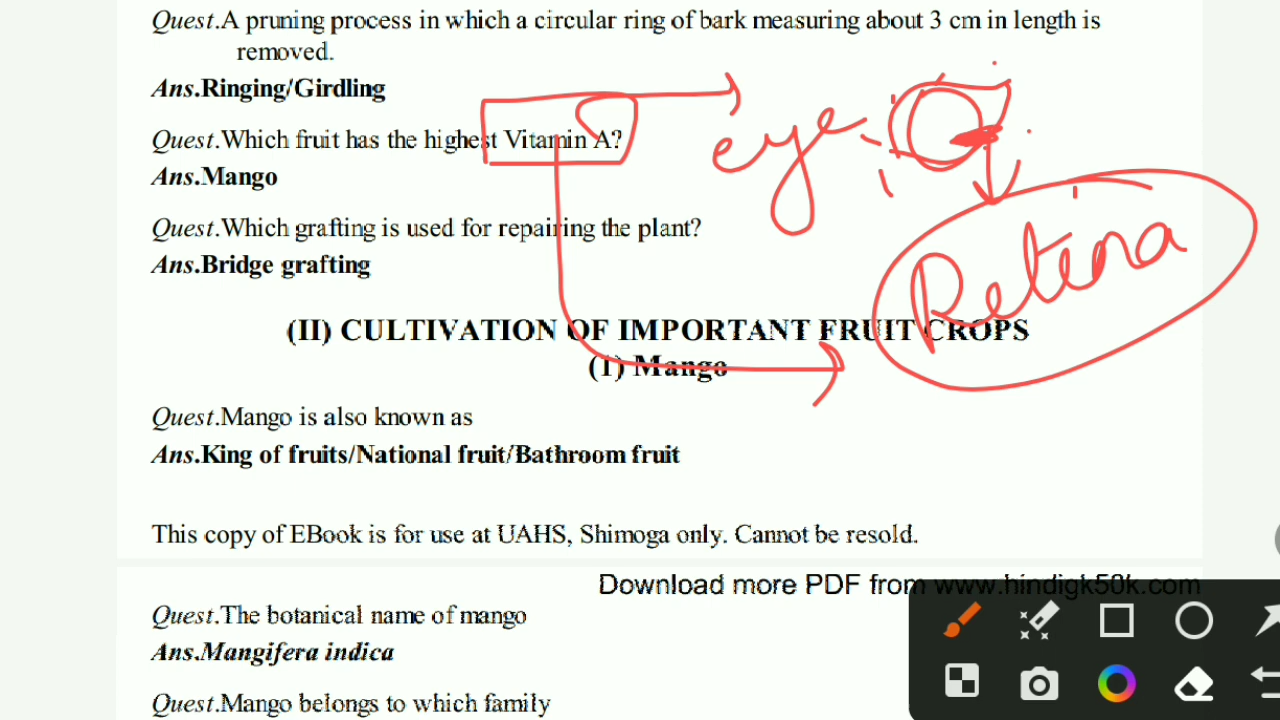 Quest.A pruning process in which a circular ring of bark measuring about 3 cm in length is
removed.
Ans.Ringing/Girdling
Quest.Which fruit has the highest Vitamin A?
eye
Ans.Mango
Quest.Which grafting is used for repairing the plant?
Retina
Ans.Bridge grafting
(II) CULTIVATION OF IMPORTANT FRUIT CROPS
(I) Mango
Quest.Mango is also known as
Ans.King of fruits/National fruit/Bathroom fruit
This copy of EBook is for use at UAHS, Shimoga only. Cannot be resold.
Download more PDF from www.hindigk50k.com
Quest.The botanical name of mango
Ans.Mangifera indica
Quest.Mango belongs to which family